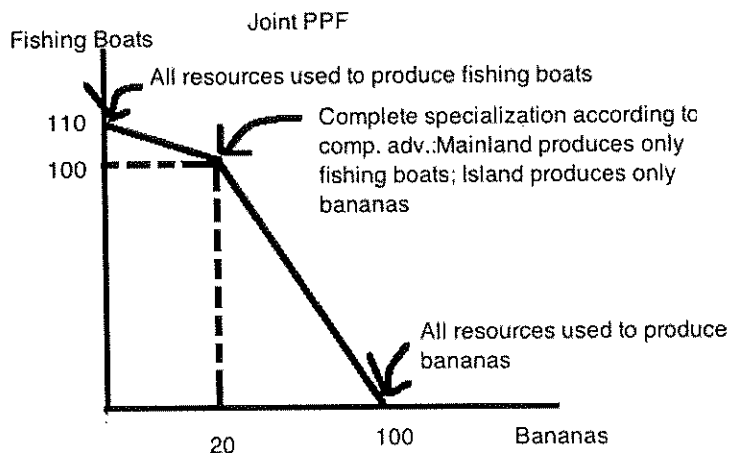 Joint PPF
Fishing Boats
All resources used to produce fishing boats
110
Complete specialization according to
comp. adv.:Mainland produces only
fishing boats; Island produces only
bananas
100
All resources used to produce
bananas
20
100
Bananas